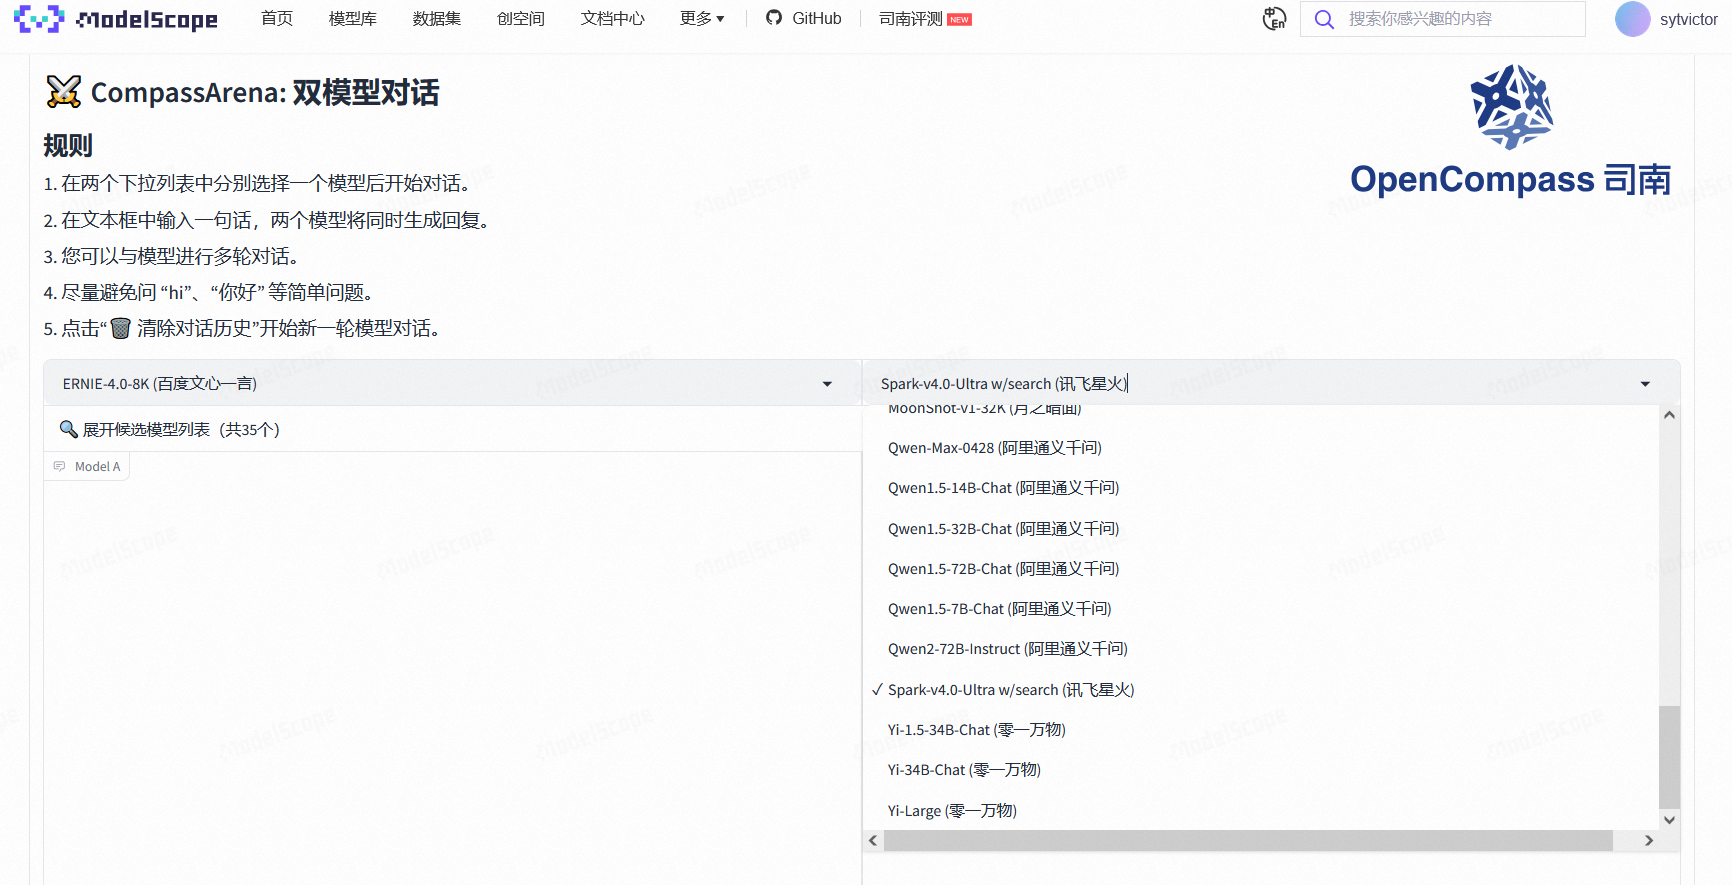 ModelScope 首页 模型库 数据集 创空间 文档中心 更多 GitHub 司南评测 NEW 搜索你感兴趣的内容 sytvictor
CompassArena: 双模型对话
OpenCompass 司南
规则
1. 在两个下拉列表中分别选择一个模型后开始对话。
2. 在文本框中输入一句话，两个模型将同时生成回复。
3. 您可以与模型进行多轮对话。
4. 尽量避免问 “hi”、“你好” 等简单问题。
5. 点击“🗑️ 清除对话历史”开始新一轮模型对话。
ERNIE-4.0-8K (百度文心一言)
展开候选模型列表（共35个）
Model A
Spark-v4.0-Ultra w/search (讯飞星火)
MoonShot-v1-32K (月之暗面)
Qwen-Max-0428 (阿里通义千问)
Qwen1.5-14B-Chat (阿里通义千问)
Qwen1.5-32B-Chat (阿里通义千问)
Qwen1.5-72B-Chat (阿里通义千问)
Qwen1.5-7B-Chat (阿里通义千问)
Qwen2-72B-Instruct (阿里通义千问)
✓ Spark-v4.0-Ultra w/search (讯飞星火)
Yi-1.5-34B-Chat (零一万物)
Yi-34B-Chat (零一万物)
Yi-Large (零一万物)